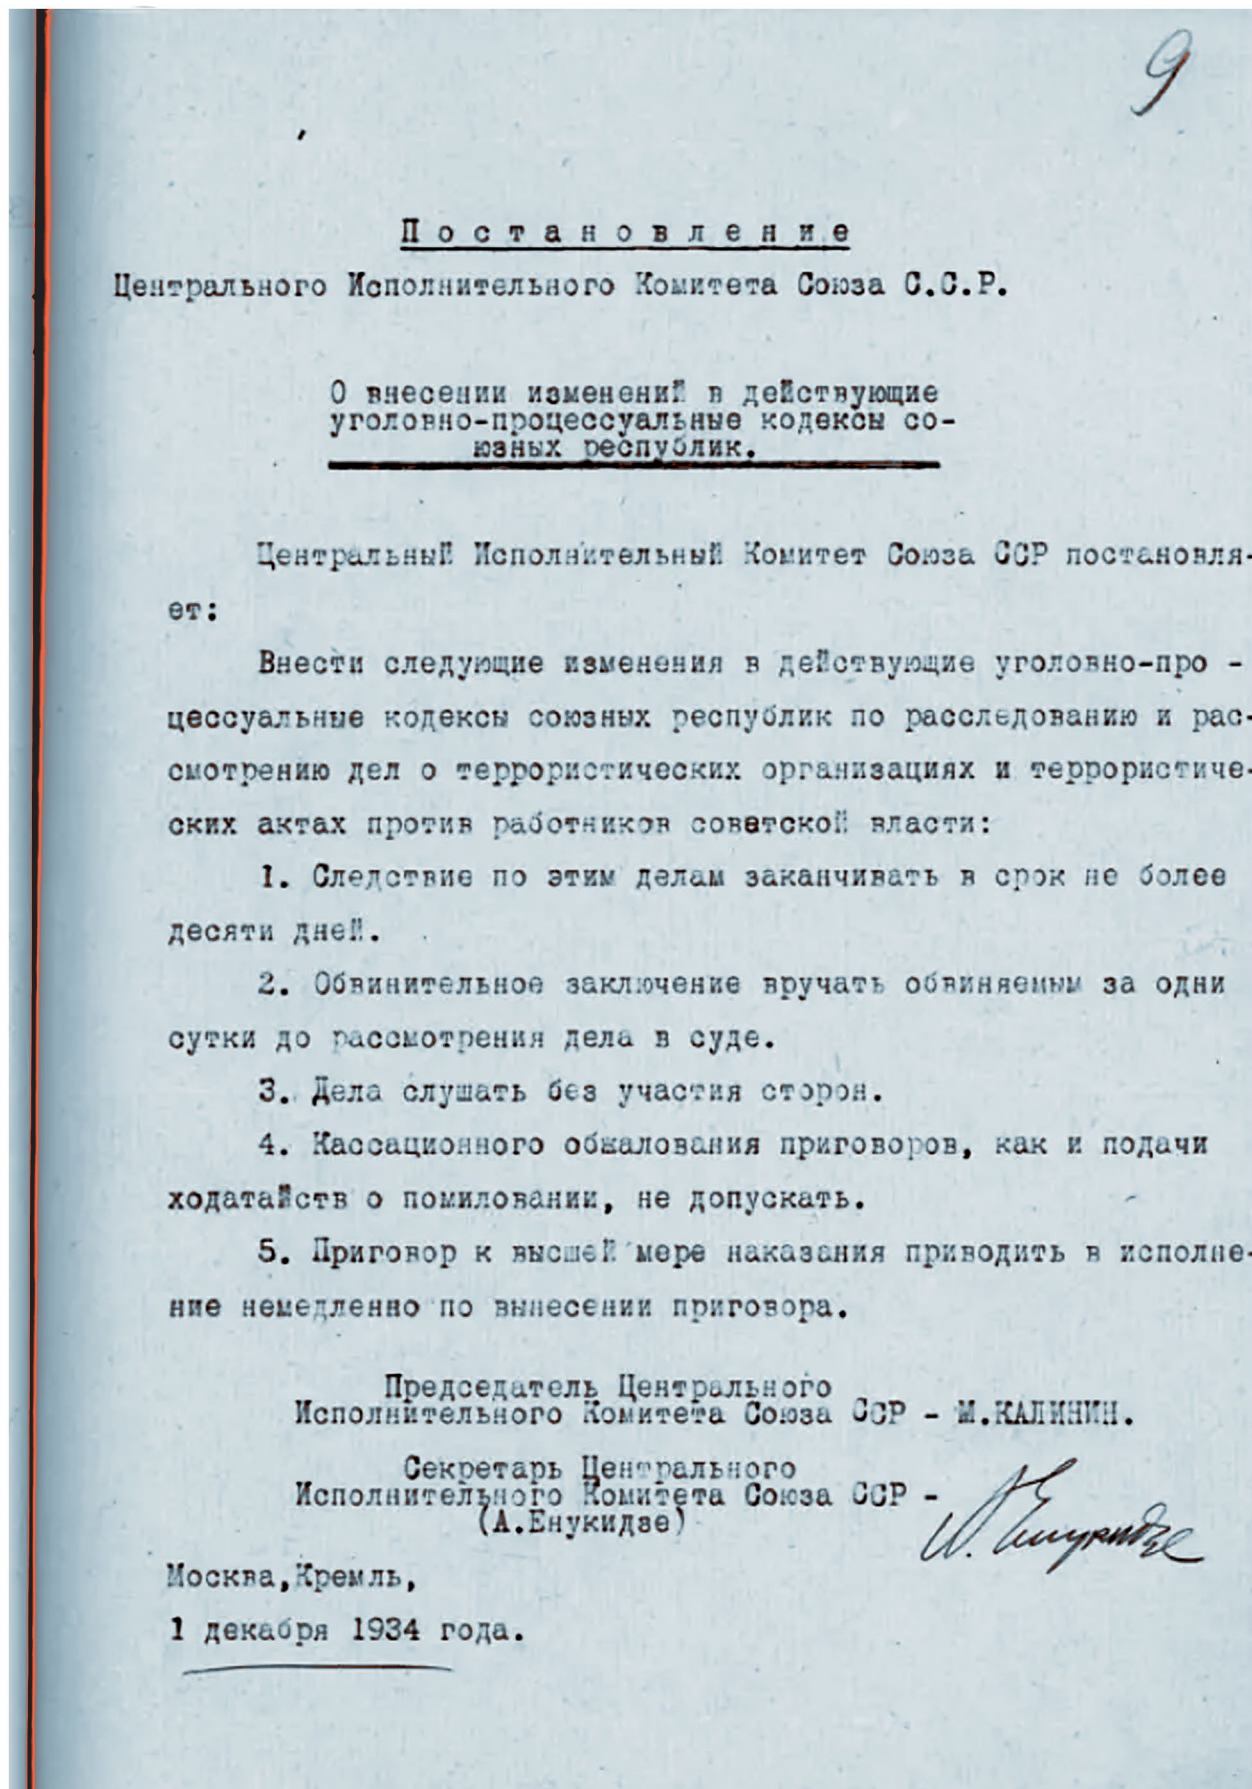 9
Постановление
Центрального Исполнительного Комитета Союза С.С.Р.
О внесении изменений в действующие
уголовно-процессуальные кодексы со-
юзных республик.
Центральный Исполнительный Комитет Союза ССР постановля-
ет:
Внести следующие изменения в действующие уголовно-про -
цессуальные кодексы союзных республик по расследованию и рас-
смотрению дел о террористических организациях и террористиче-
ских актах против работников советской власти:
1. Следствие по этим делам заканчивать в срок не более
десяти дней.
2. Обвинительное заключение вручать обвиняемым за одни
сутки до рассмотрения дела в суде.
3. Дела слушать без участия сторон.
4. Кассационного обжалования приговоров, как и подачи
ходатайств о помиловании, не допускать.
5. Приговор к высшей мере наказания приводить в исполне-
ние немедленно по вынесении приговора.
Председатель Центрального
Исполнительного Комитета Союза ССР - М.КАЛИНИН.
Секретарь Центрального
Исполнительного Комитета Союза ССР -
(А.Енукидзе)
А. Енукидзе
Москва,Кремль,
1 декабря 1934 года.